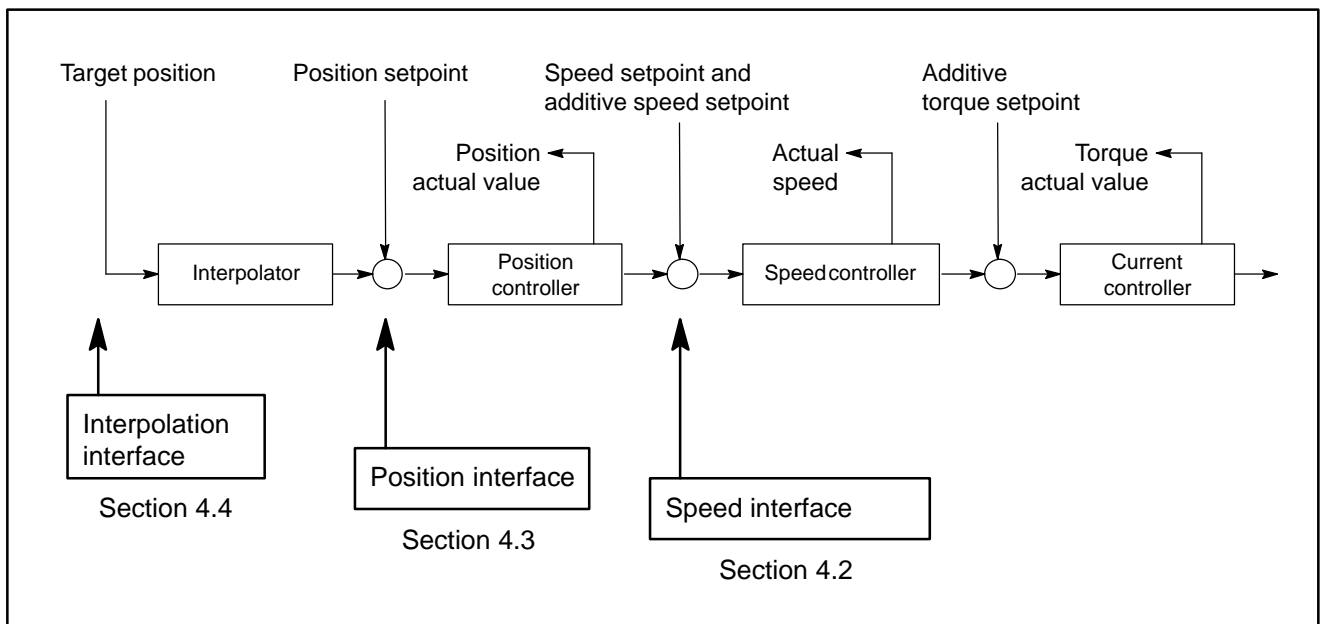 Target position
Position setpoint
Speed setpoint and
additive speed setpoint
Additive
torque setpoint
Position
actual value
Actual
speed
Torque
actual value
Interpolator
Position
controller
Speed controller
Current
controller
Interpolation
interface
Section 4.4
Position interface
Section 4.3
Speed interface
Section 4.2